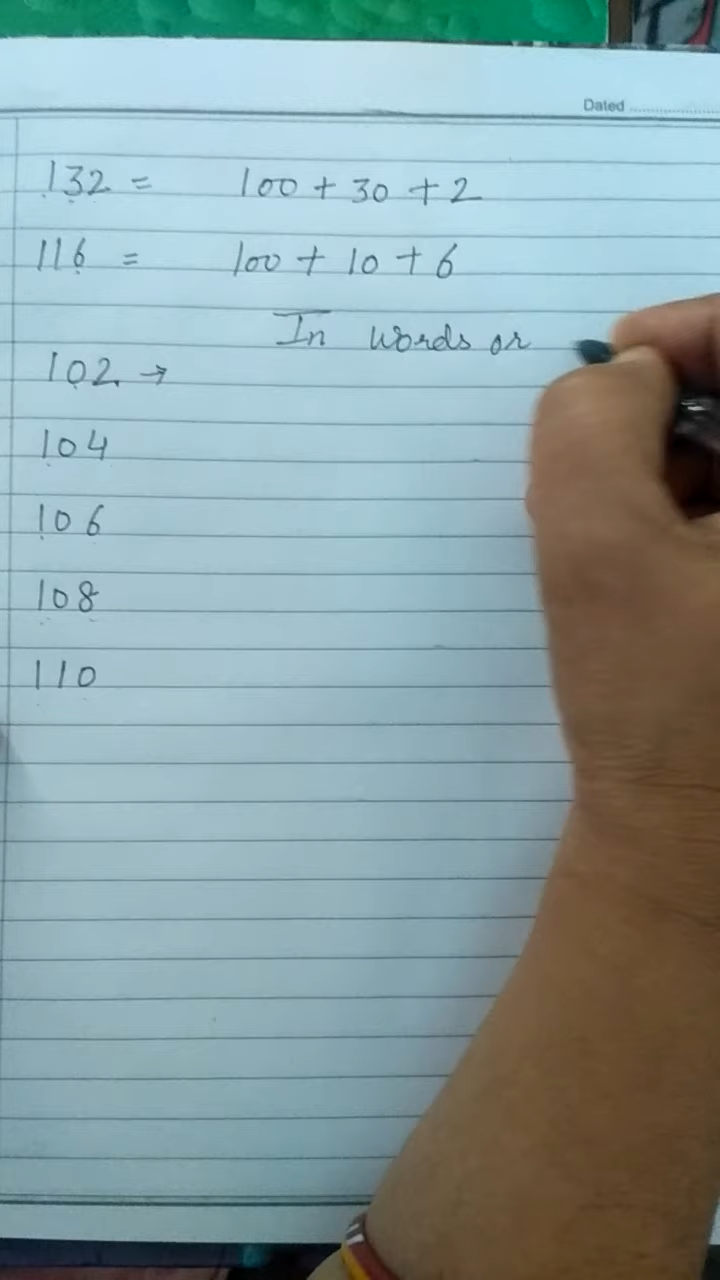 Dated
132 = 100 + 30 + 2
116 = 100 + 10 + 6
In words or
102 →
104
106
108
110